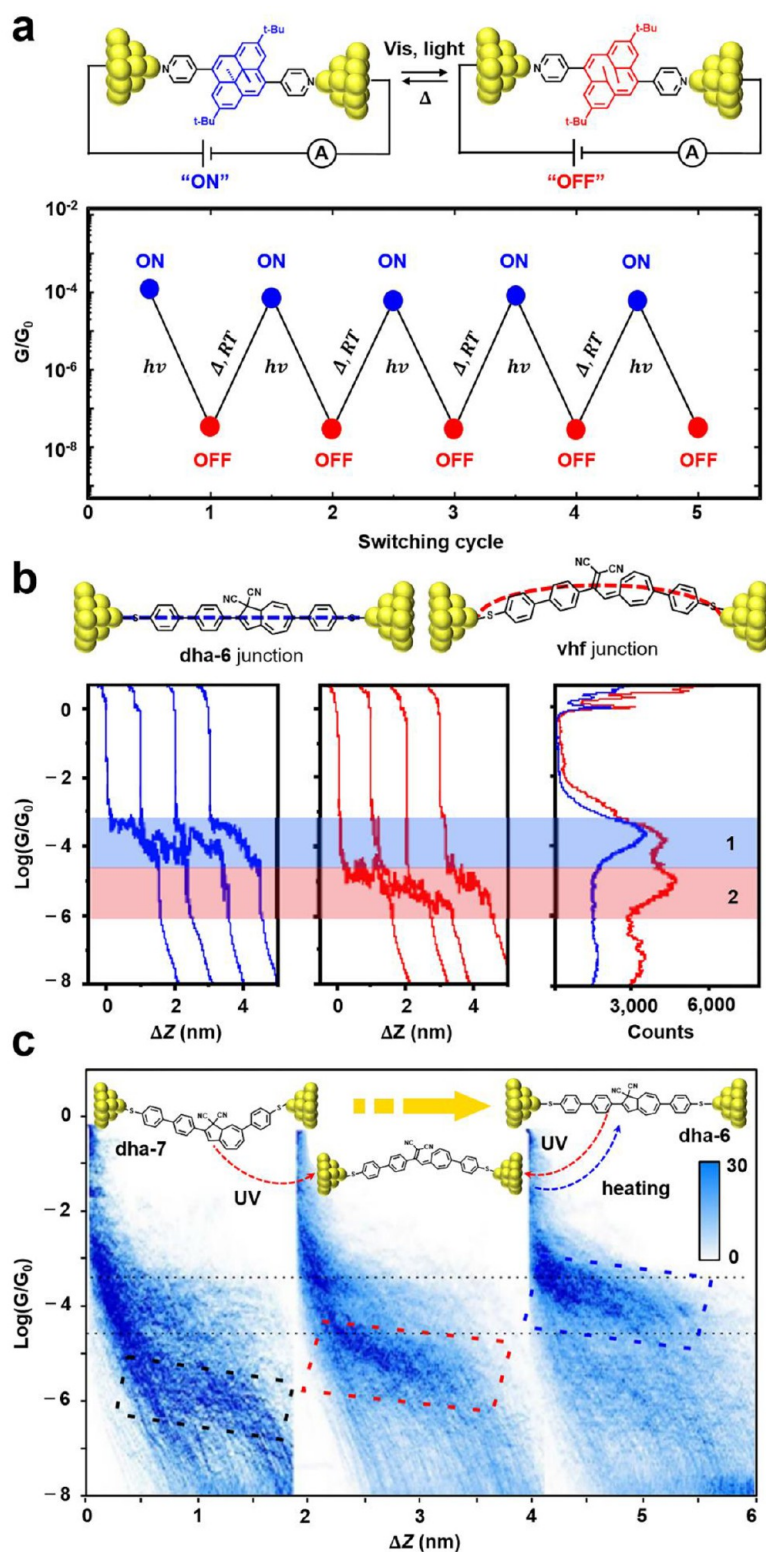 a
t-Bu
t-Bu
N
N
Vis, light
Δ
t-Bu
t-Bu
N
N
A
A
"ON"
"OFF"
10⁻²
10⁻⁴
10⁻⁶
10⁻⁸
G/G₀
ON
ON
ON
ON
ON
hν
Δ, RT
hν
Δ, RT
hν
Δ, RT
hν
Δ, RT
hν
OFF
OFF
OFF
OFF
OFF
0
1
2
3
4
5
Switching cycle
b
NC
CN
S
S
dha-6 junction
NC
CN
S
S
vhf junction
Log(G/G₀)
0
−2
−4
−6
−8
1
2
0 2 4
0 2 4
3,000 6,000
ΔZ (nm)
ΔZ (nm)
Counts
c
NC
CN
S
S
dha-7
UV
NC
CN
S
S
UV
heating
NC
CN
S
S
dha-6
30
0
Log(G/G₀)
0
−2
−4
−6
−8
0 1 2 3 4 5 6
ΔZ (nm)